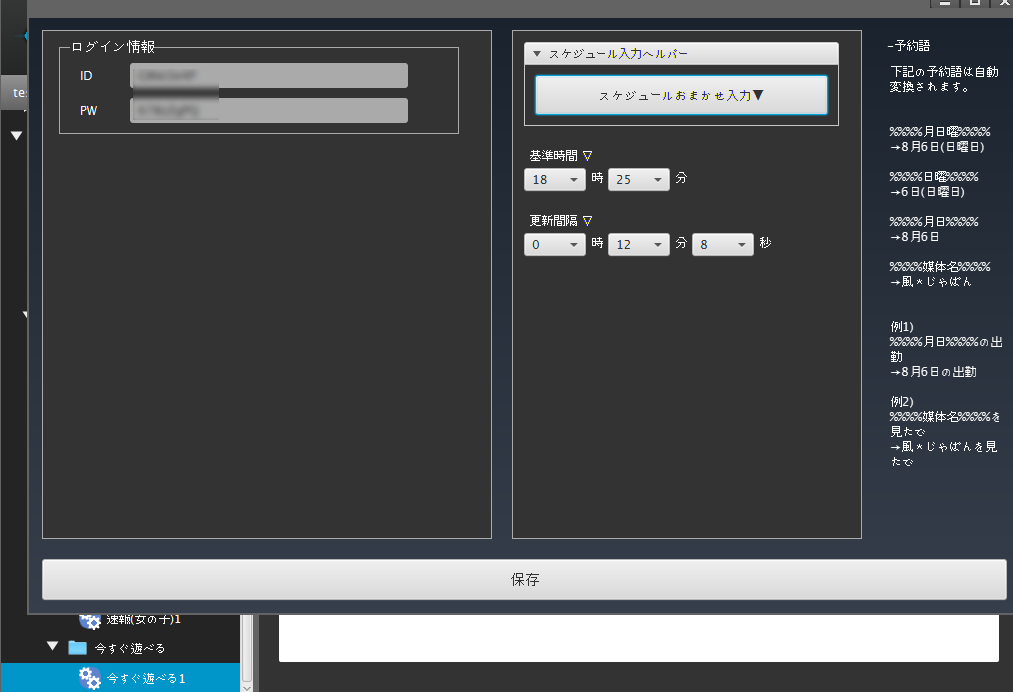 ログイン情報
ID
PW
スケジュール入力ヘルパー
スケジュールおまかせ入力▼
基準時間 ▽
18 時 25 分
更新間隔 ▽
0 時 12 分 8 秒
-予約語
下記の予約語は自動
変換されます。
%%%%月日曜%%%%
→8月6日(日曜日)
%%%%日曜%%%%
→6日(日曜日)
%%%%月日%%%%
→8月6日
%%%%媒体名%%%%
→風＊じゃぱん
例1)
%%%%月日%%%%の出
勤
→8月6日の出勤
例2)
%%%%媒体名%%%%を
見たで
→風＊じゃぱんを見
たで
保存
te
速報(女の子)1
今すぐ遊べる
今すぐ遊べる1